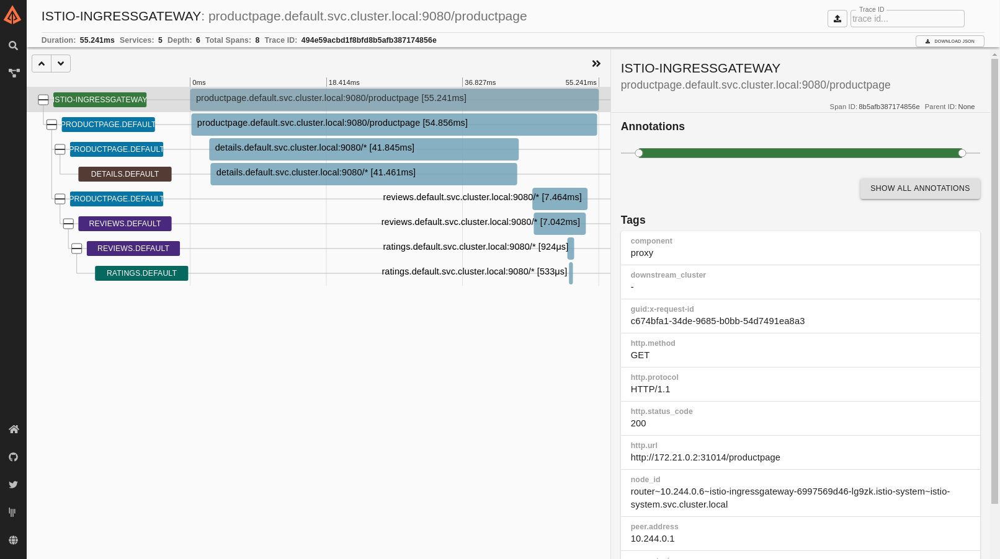 ISTIO-INGRESSGATEWAY: productpage.default.svc.cluster.local:9080/productpage
Trace ID
trace id...
Duration: 55.241ms Services: 5 Depth: 6 Total Spans: 8 Trace ID: 494e59acbd1f8bfd8b5afb387174856e
DOWNLOAD JSON
0ms 18.414ms 36.827ms 55.241ms
ISTIO-INGRESSGATEWAY productpage.default.svc.cluster.local:9080/productpage [55.241ms]
PRODUCTPAGE.DEFAULT productpage.default.svc.cluster.local:9080/productpage [54.856ms]
PRODUCTPAGE.DEFAULT details.default.svc.cluster.local:9080/* [41.845ms]
DETAILS.DEFAULT details.default.svc.cluster.local:9080/* [41.461ms]
PRODUCTPAGE.DEFAULT reviews.default.svc.cluster.local:9080/* [7.464ms]
REVIEWS.DEFAULT reviews.default.svc.cluster.local:9080/* [7.042ms]
REVIEWS.DEFAULT ratings.default.svc.cluster.local:9080/* [924μs]
RATINGS.DEFAULT ratings.default.svc.cluster.local:9080/* [533μs]
ISTIO-INGRESSGATEWAY
productpage.default.svc.cluster.local:9080/productpage
Span ID: 8b5afb387174856e Parent ID: None
Annotations
SHOW ALL ANNOTATIONS
Tags
component
proxy
downstream_cluster
-
guid:x-request-id
c674bfa1-34de-9685-b0bb-54d7491ea8a3
http.method
GET
http.protocol
HTTP/1.1
http.status_code
200
http.url
http://172.21.0.2:31014/productpage
node_id
router~10.244.0.6~istio-ingressgateway-6997569d46-lg9zk.istio-system~istio-
system.svc.cluster.local
peer.address
10.244.0.1